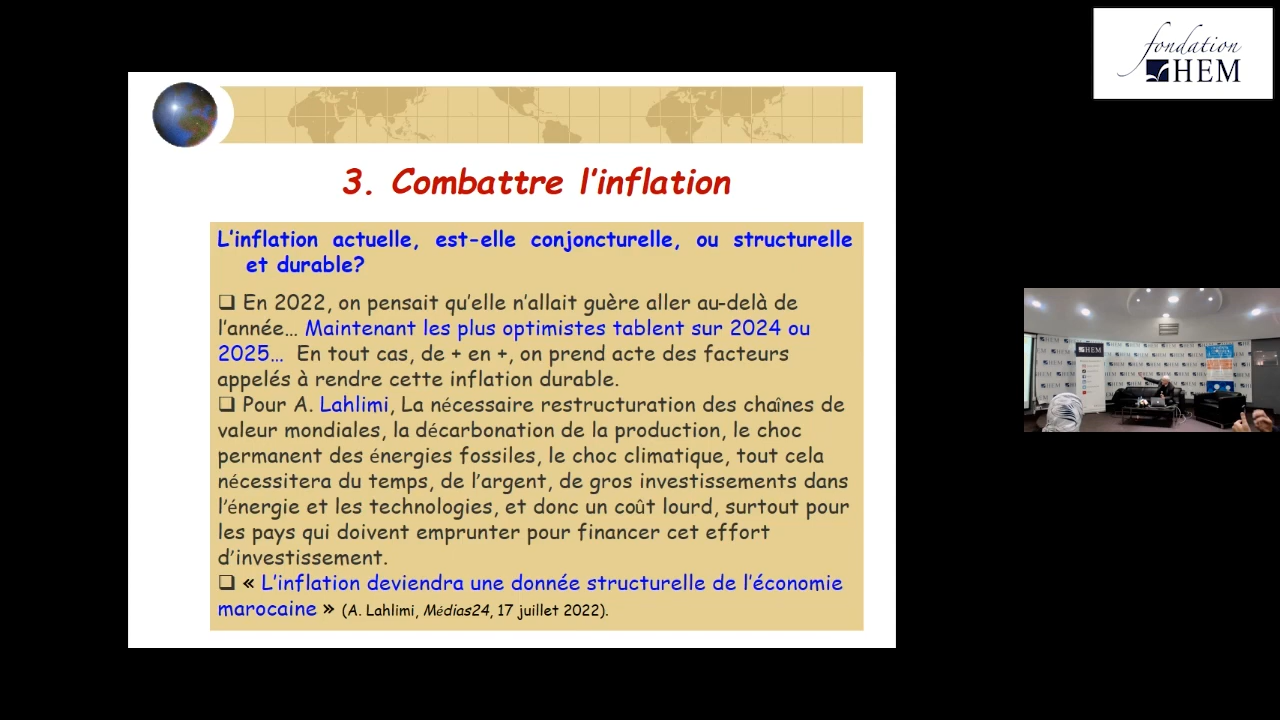 fondation
HEM
3. Combattre l'inflation
L'inflation actuelle, est-elle conjoncturelle, ou structurelle
et durable?
❑ En 2022, on pensait qu'elle n'allait guère aller au-delà de
l'année… Maintenant les plus optimistes tablent sur 2024 ou
2025… En tout cas, de + en +, on prend acte des facteurs
appelés à rendre cette inflation durable.
❑ Pour A. Lahlimi, La nécessaire restructuration des chaînes de
valeur mondiales, la décarbonation de la production, le choc
permanent des énergies fossiles, le choc climatique, tout cela
nécessitera du temps, de l'argent, de gros investissements dans
l'énergie et les technologies, et donc un coût lourd, surtout pour
les pays qui doivent emprunter pour financer cet effort
d'investissement.
❑ « L'inflation deviendra une donnée structurelle de l'économie
marocaine » (A. Lahlimi, Médias24, 17 juillet 2022).
HEM